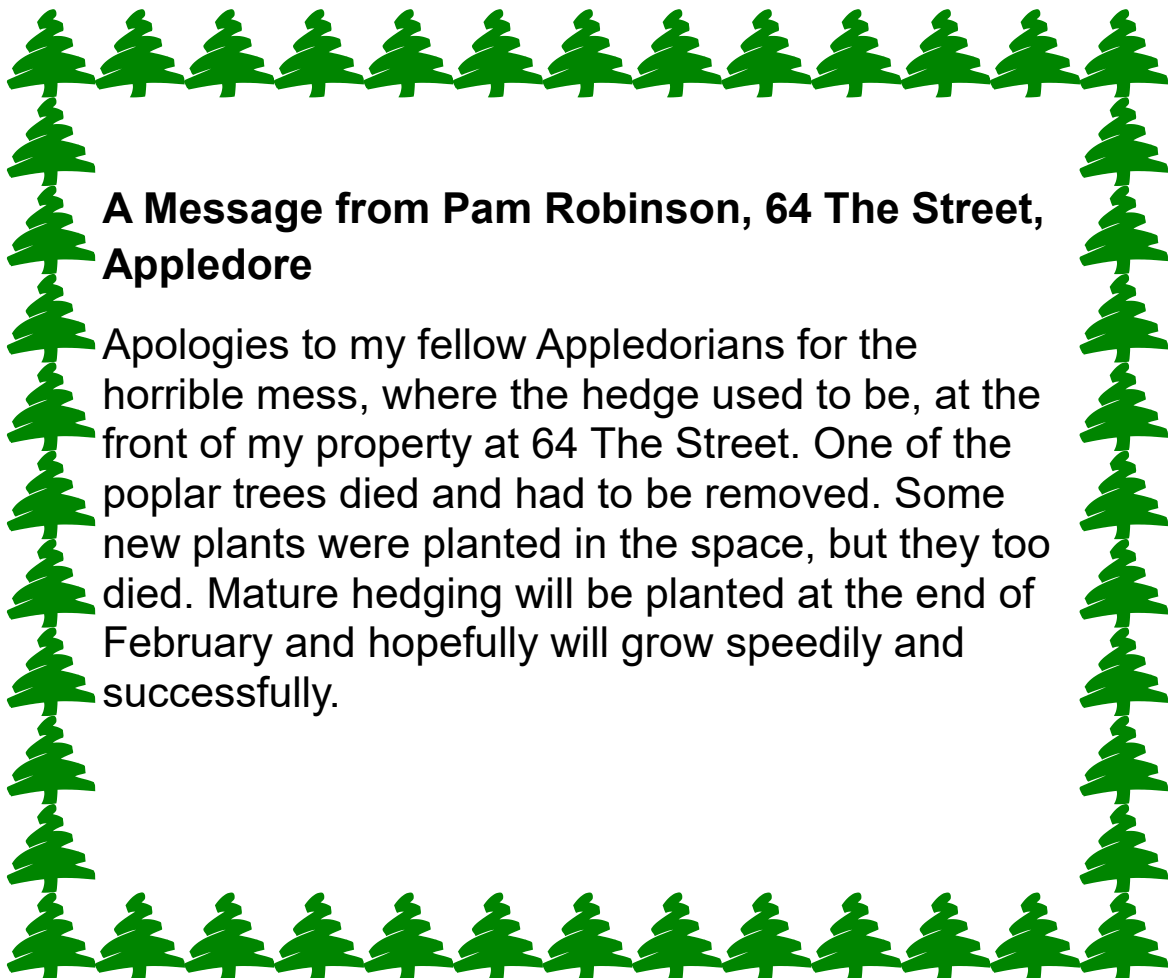 A Message from Pam Robinson, 64 The Street,
Appledore
Apologies to my fellow Appledorians for the
horrible mess, where the hedge used to be, at the
front of my property at 64 The Street. One of the
poplar trees died and had to be removed. Some
new plants were planted in the space, but they too
died. Mature hedging will be planted at the end of
February and hopefully will grow speedily and
successfully.